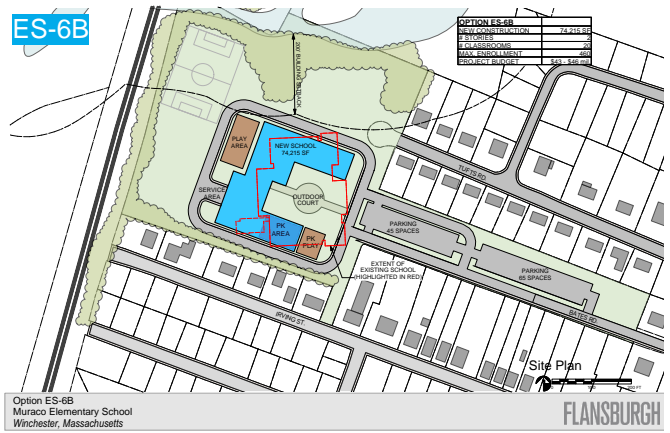 ES-6B
OPTION ES-6B
NEW CONSTRUCTION 74,215 SF
# STORIES
# CLASSROOMS 20
MAX. ENROLLMENT 460
PROJECT BUDGET $43 - $46 mil
200' BUILDING SETBACK
PLAY
AREA
NEW SCHOOL
74,215 SF
TUFTS RD.
SERVICE
AREA
OUTDOOR
COURT
PARKING
45 SPACES
PK
AREA
PK
PLAY
EXTENT OF
EXISTING SCHOOL
(HIGHLIGHTED IN RED)
PARKING
65 SPACES
IRVING ST.
BATES RD.
Site Plan
Option ES-6B
Muraco Elementary School
Winchester, Massachusetts
FLANSBURGH